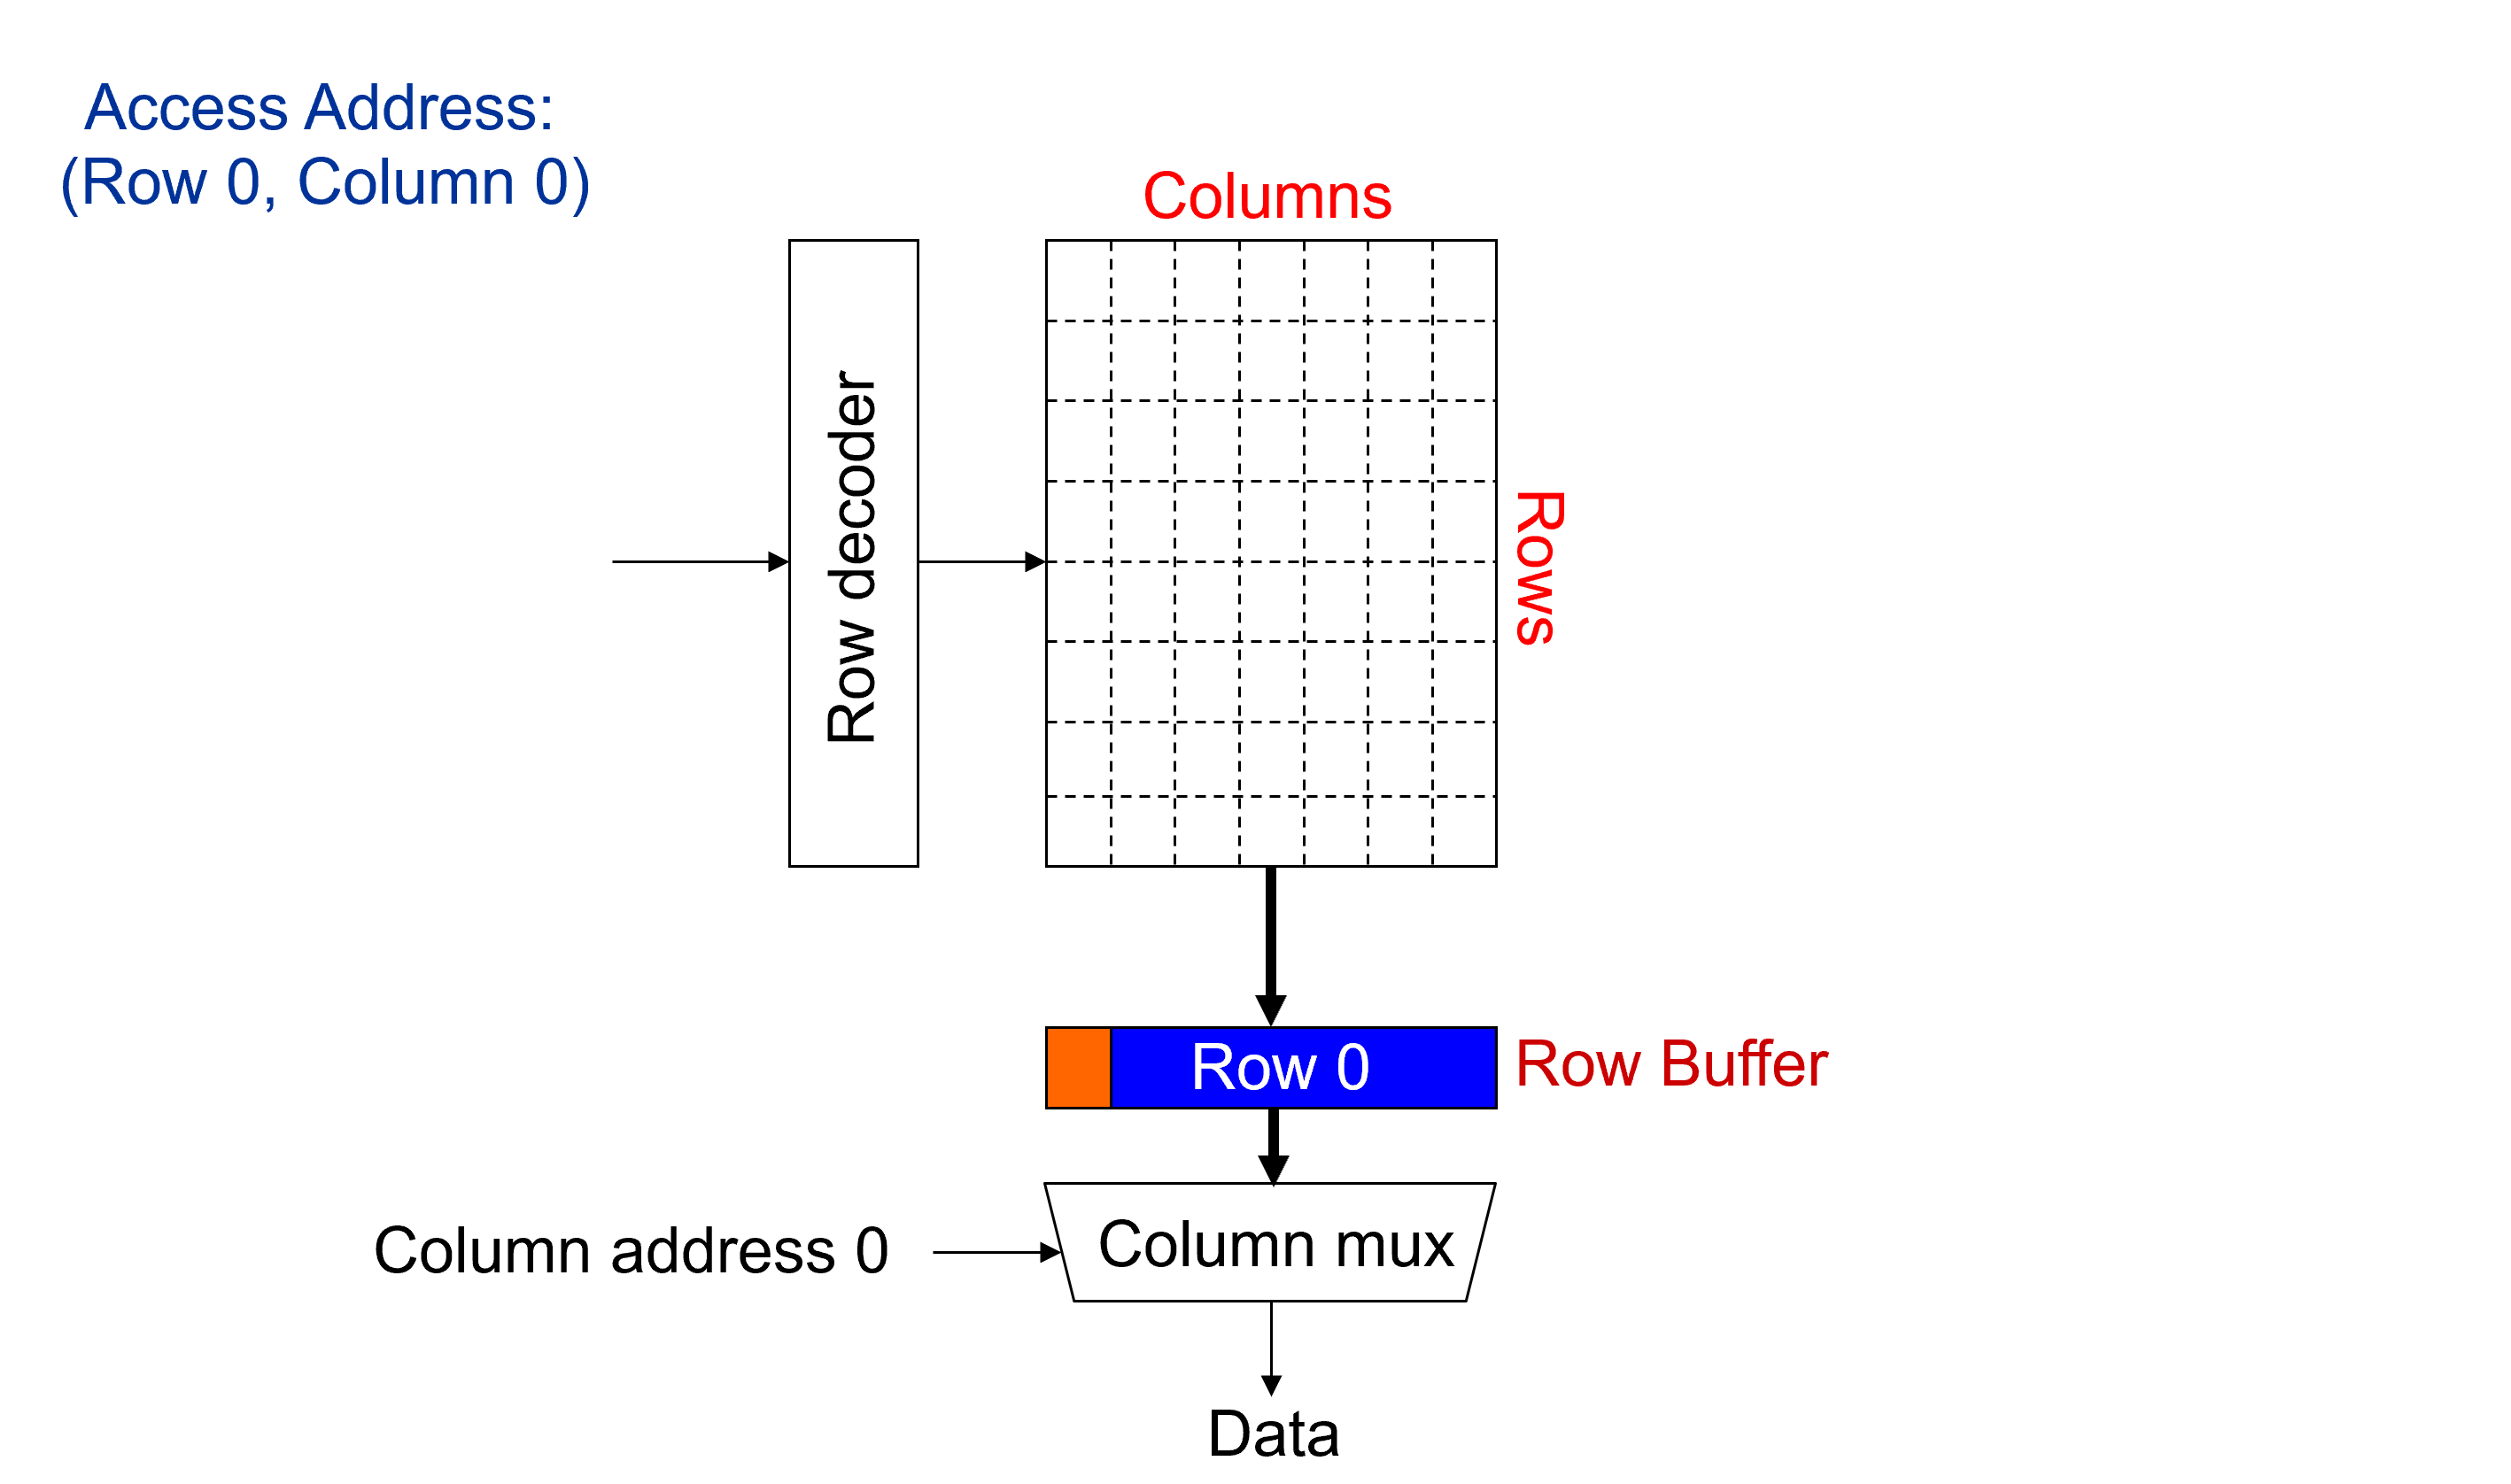 Access Address:
(Row 0, Column 0)
Columns
Row decoder
Rows
Row 0
Row Buffer
Column address 0
Column mux
Data